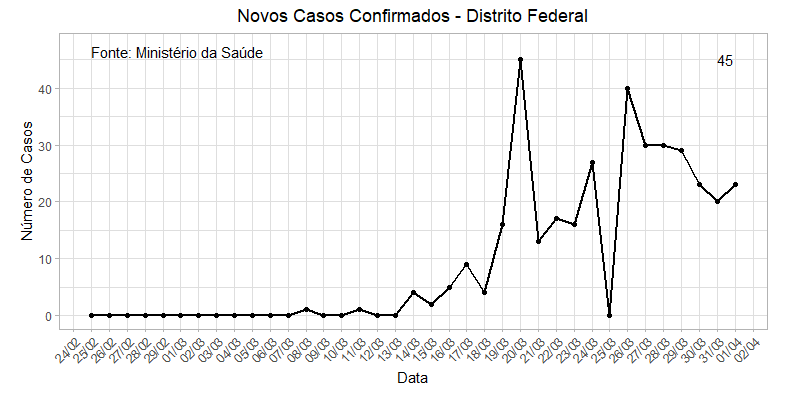 Novos Casos Confirmados - Distrito Federal
Fonte: Ministério da Saúde
45
Número de Casos
40
30
20
10
0
24/02 25/02 26/02 27/02 28/02 29/02 01/03 02/03 03/03 04/03 05/03 06/03 07/03 08/03 09/03 10/03 11/03 12/03 13/03 14/03 15/03 16/03 17/03 18/03 19/03 20/03 21/03 22/03 23/03 24/03 25/03 26/03 27/03 28/03 29/03 30/03 31/03 01/04 02/04
Data